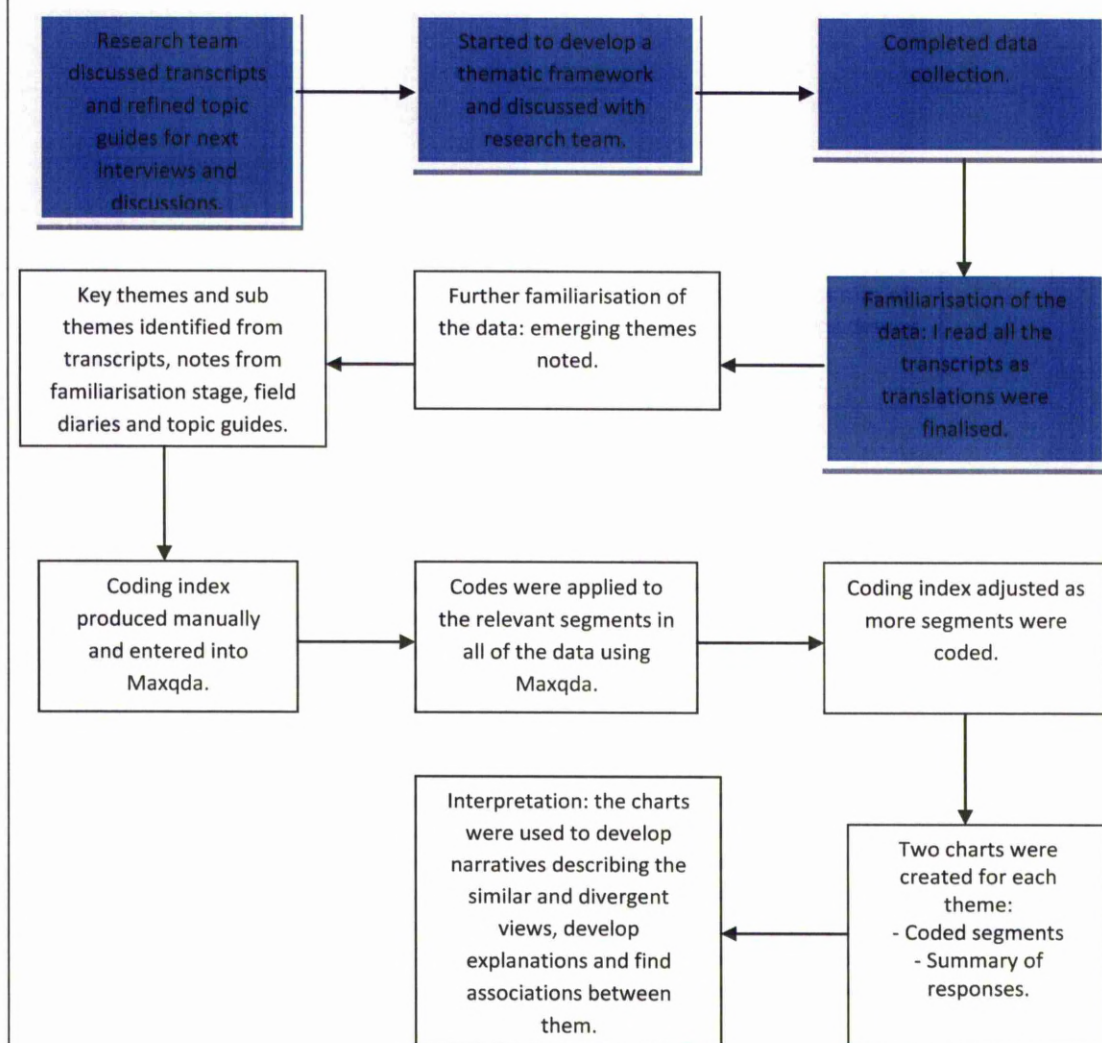 Research team
discussed transcripts
and refined topic
guides for next
interviews and
discussions.
Started to develop a
thematic framework
and discussed with
research team.
Completed data
collection.
Familiarisation of the
data: I read all the
transcripts as
translations were
finalised.
Further familiarisation of
the data: emerging themes
noted.
Key themes and sub
themes identified from
transcripts, notes from
familiarisation stage, field
diaries and topic guides.
Coding index
produced manually
and entered into
Maxqda.
Codes were applied to
the relevant segments in
all of the data using
Maxqda.
Coding index adjusted as
more segments were
coded.
Two charts were
created for each
theme:
- Coded segments
- Summary of
responses.
Interpretation: the charts
were used to develop
narratives describing the
similar and divergent
views, develop
explanations and find
associations between
them.